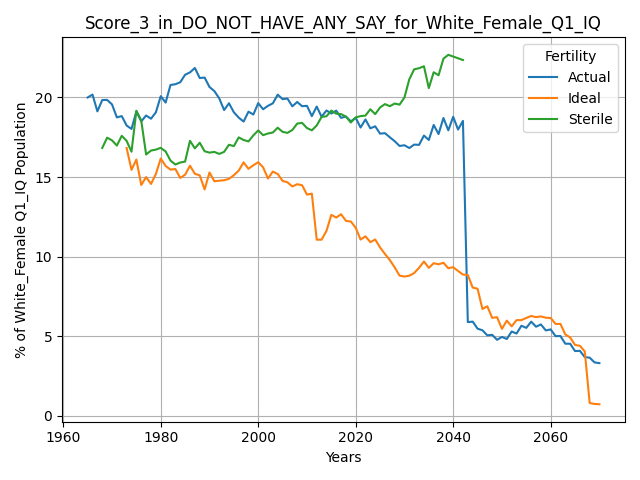 Score_3_in_DO_NOT_HAVE_ANY_SAY_for_White_Female_Q1_IQ
% of White_Female Q1_IQ Population
20
15
10
5
0
Fertility
Actual
Ideal
Sterile
1960
1980
2000
2020
2040
2060
Years